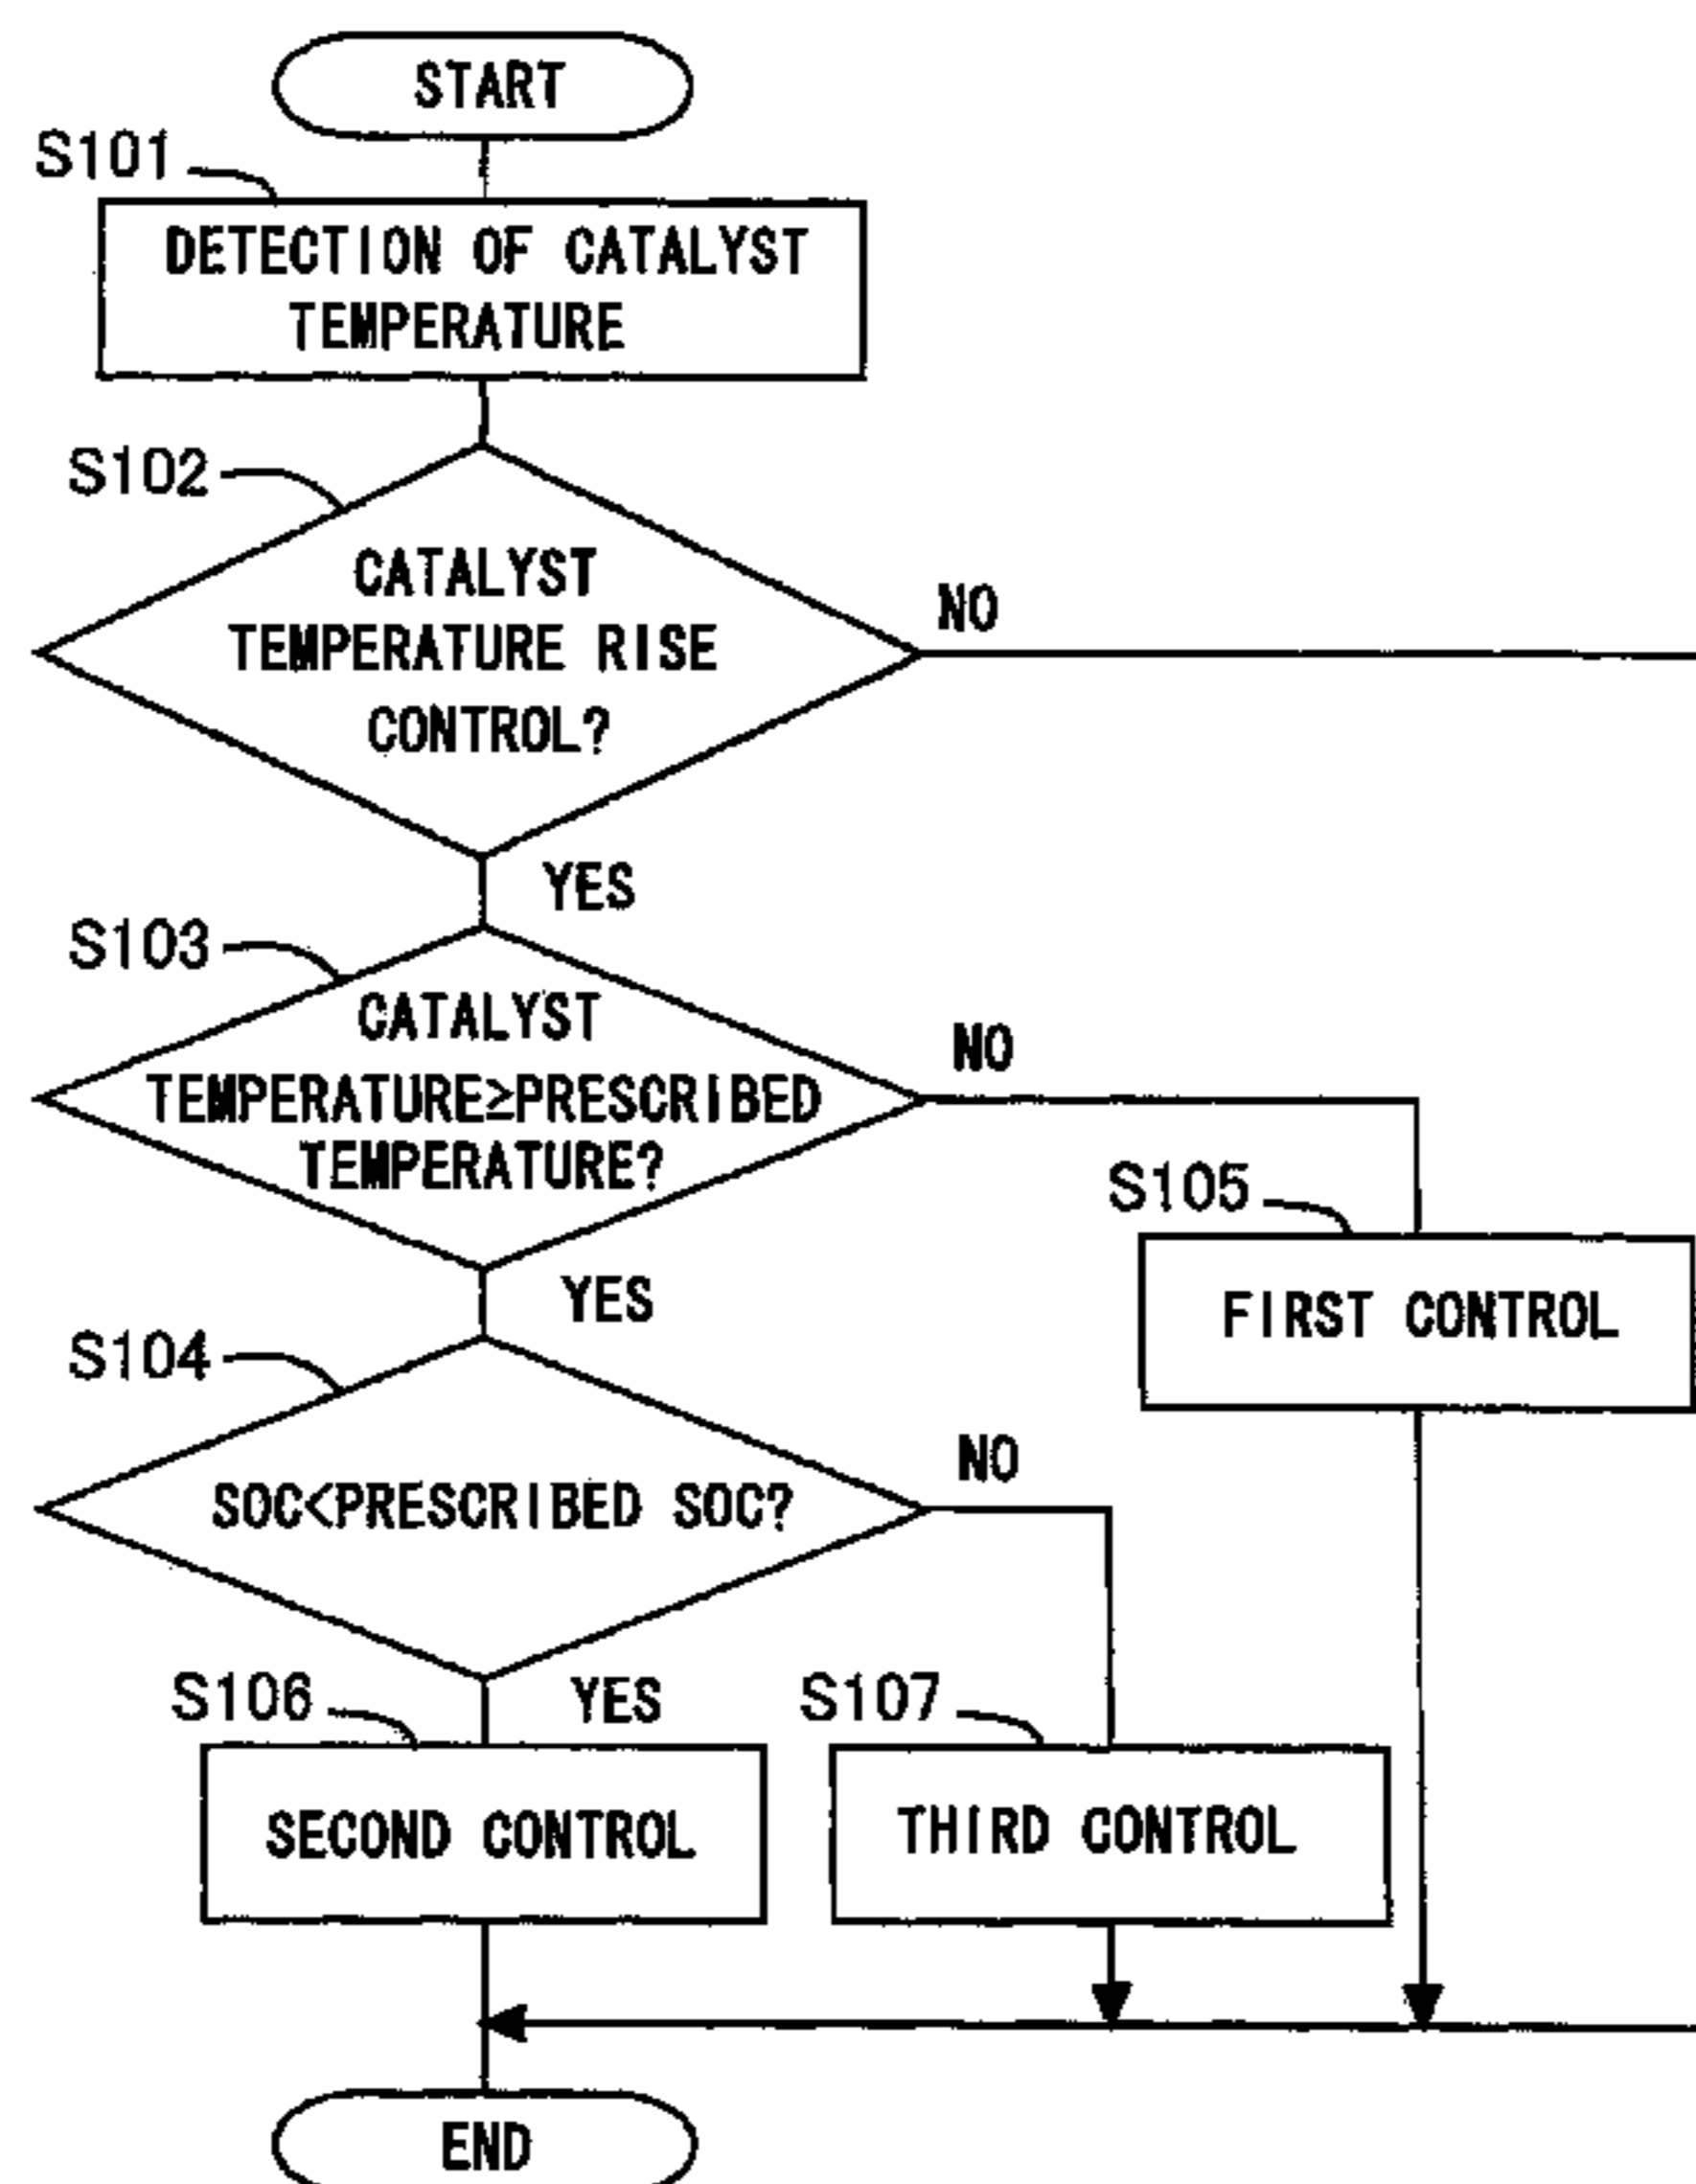 START
S101
DETECTION OF CATALYST
TEMPERATURE
S102
CATALYST
TEMPERATURE RISE
CONTROL?
NO
YES
S103
CATALYST
TEMPERATURE≥PRESCRIBED
TEMPERATURE?
NO
YES
S105
FIRST CONTROL
S104
SOC<PRESCRIBED SOC?
NO
YES
S106
SECOND CONTROL
S107
THIRD CONTROL
END